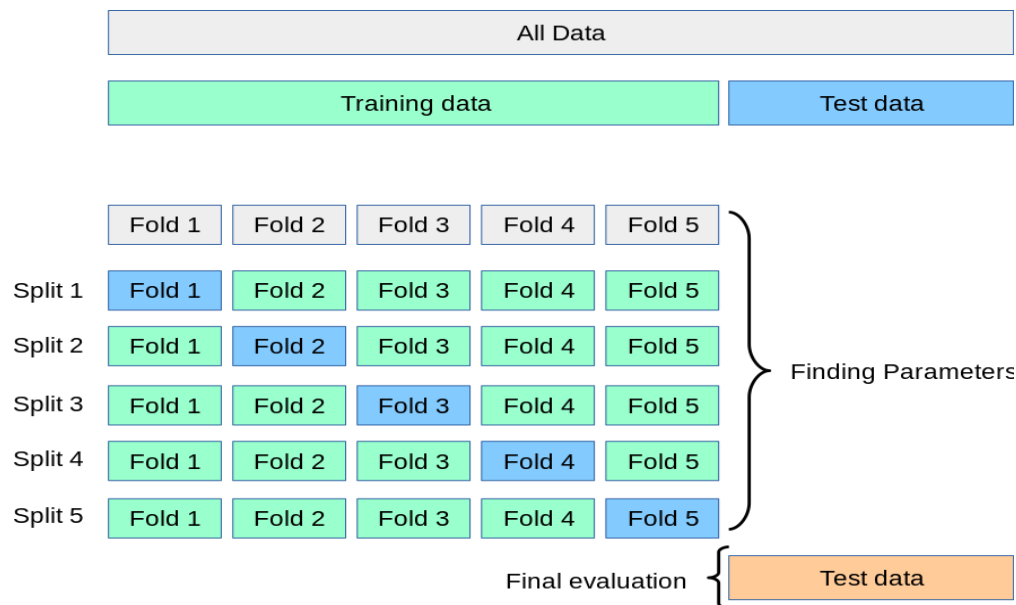 All Data
Training data Test data
Fold 1 Fold 2 Fold 3 Fold 4 Fold 5
Split 1 Fold 1 Fold 2 Fold 3 Fold 4 Fold 5
Split 2 Fold 1 Fold 2 Fold 3 Fold 4 Fold 5
Finding Parameters
Split 3 Fold 1 Fold 2 Fold 3 Fold 4 Fold 5
Split 4 Fold 1 Fold 2 Fold 3 Fold 4 Fold 5
Split 5 Fold 1 Fold 2 Fold 3 Fold 4 Fold 5
Final evaluation Test data